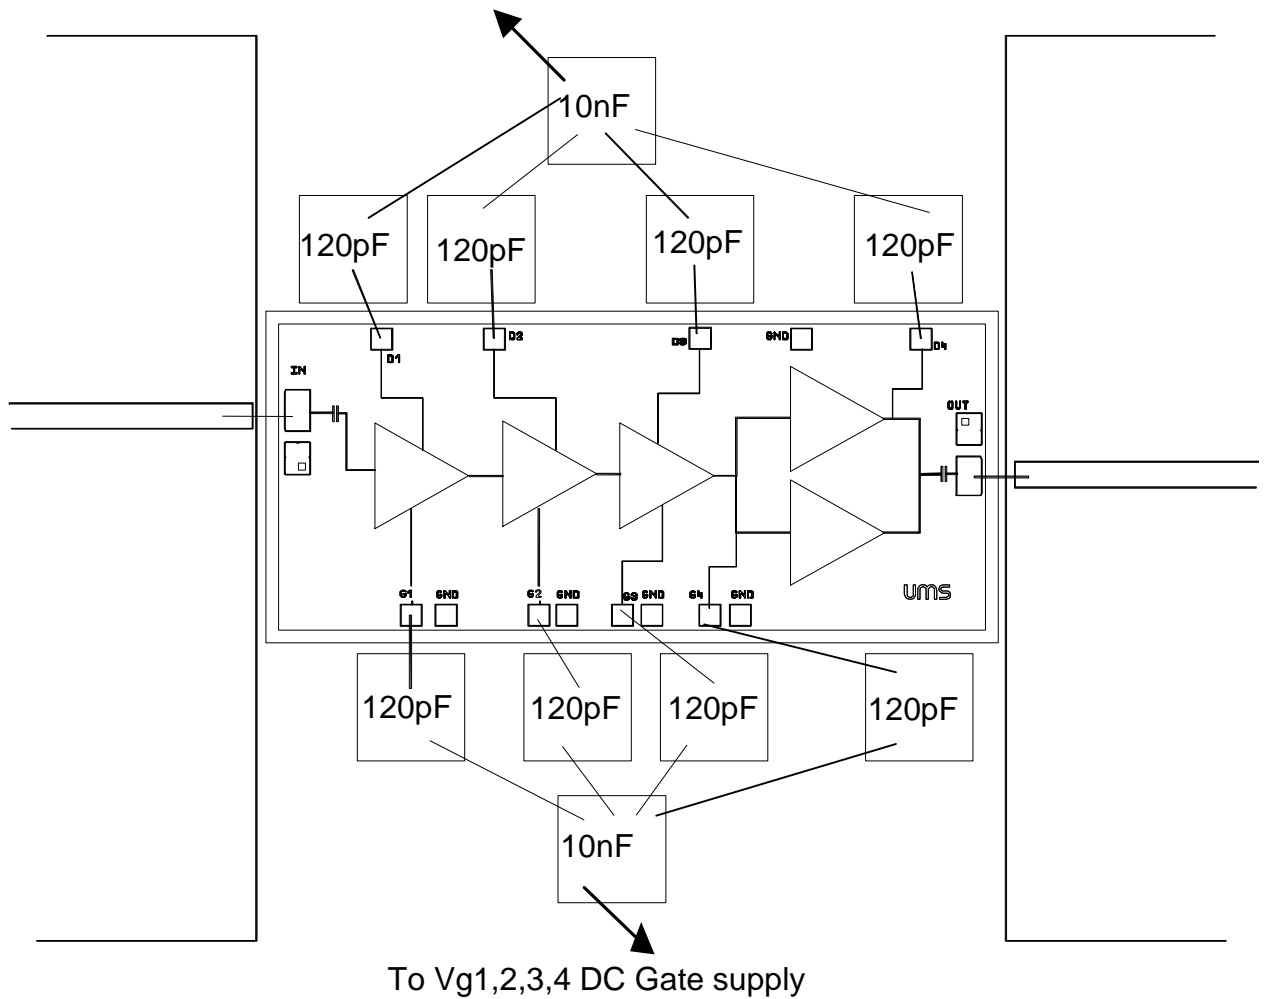 10nF
120pF 120pF 120pF 120pF
D1 D2 D3 GND D4
IN
OUT
ums
G1 GND G2 GND G3 GND G4 GND
120pF 120pF 120pF 120pF
10nF
To Vg1,2,3,4 DC Gate supply